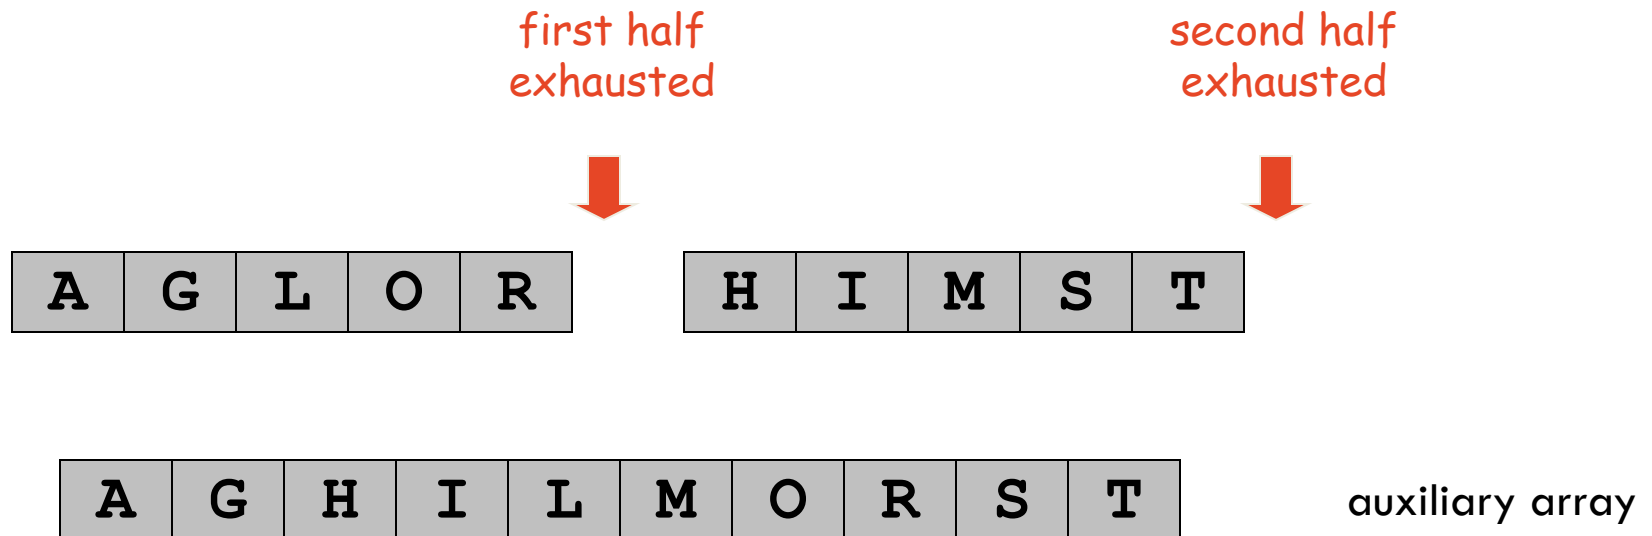 first half
exhausted
second half
exhausted
A G L O R
H I M S T
A G H I L M O R S T
auxiliary array